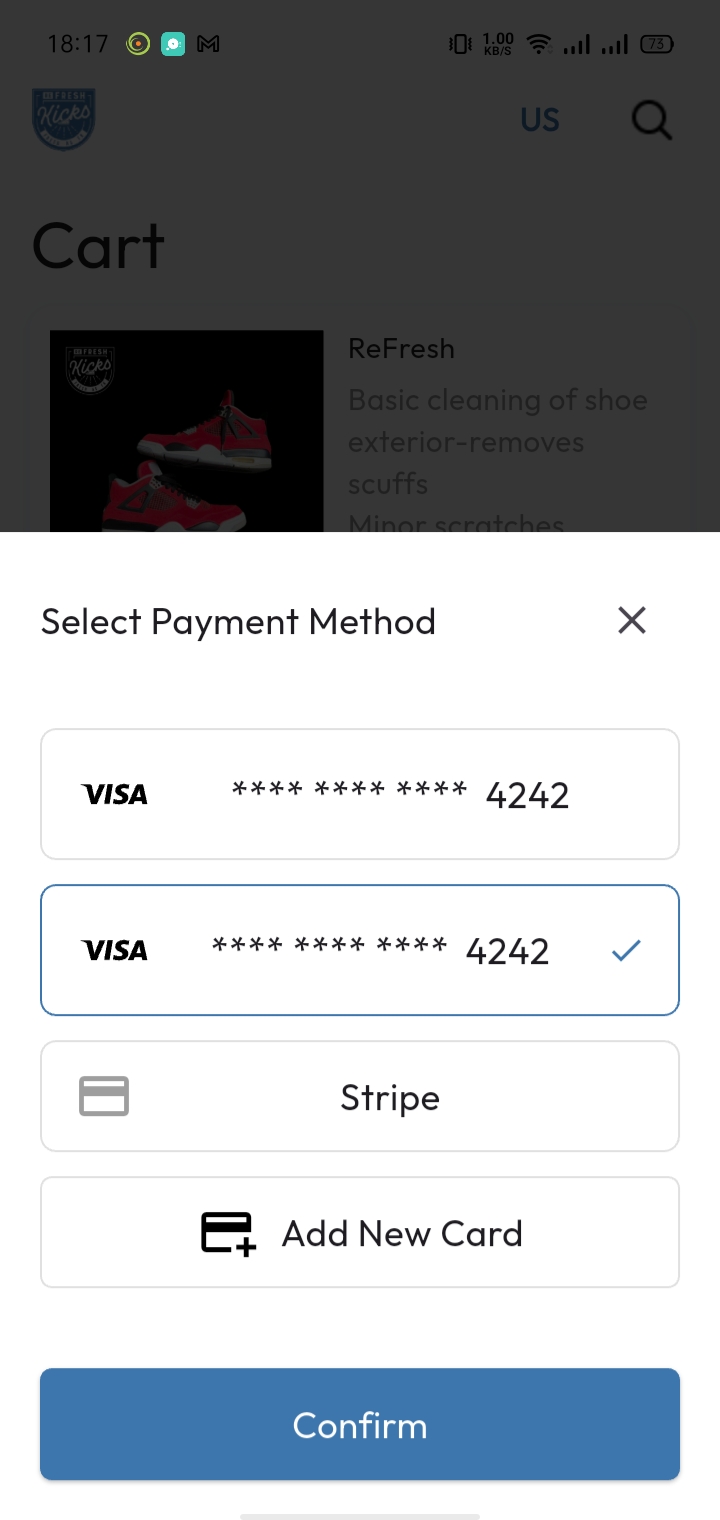 18:17
1.00
KB/S
73
FRESH
Kicks
US
Cart
FRESH
Kicks
ReFresh
Basic cleaning of shoe
exterior-removes
scuffs
Minor scratches
Select Payment Method
VISA **** **** **** 4242
VISA **** **** **** 4242
Stripe
Add New Card
Confirm